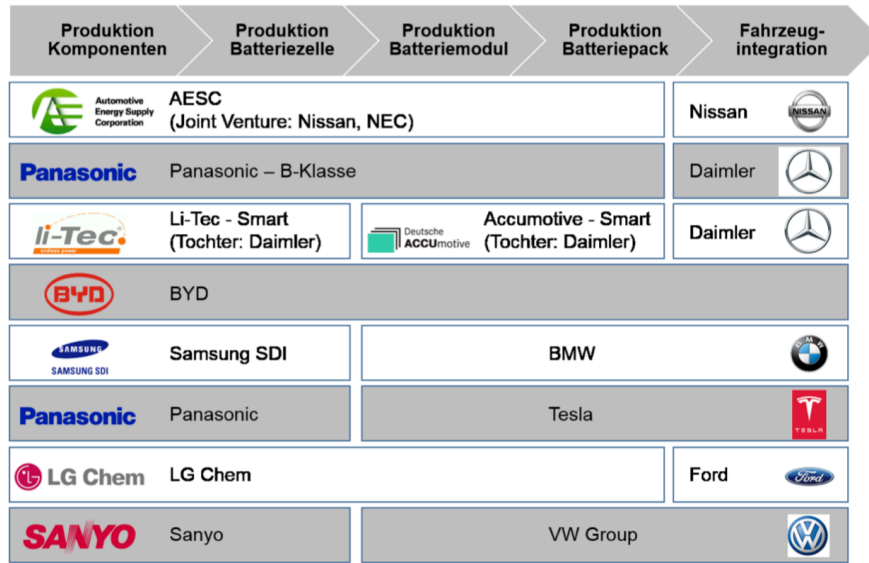 Produktion Komponenten
Produktion Batteriezelle
Produktion Batteriemodul
Produktion Batteriepack
Fahrzeug-integration
Automotive
Energy Supply
Corporation
AESC
(Joint Venture: Nissan, NEC)
Nissan
NISSAN
Panasonic
Panasonic – B-Klasse
Daimler
li-Tec
endless power
Li-Tec - Smart
(Tochter: Daimler)
Deutsche
ACCUmotive
Accumotive - Smart
(Tochter: Daimler)
Daimler
BYD
BYD
SAMSUNG
SAMSUNG SDI
Samsung SDI
BMW
BMW
Panasonic
Panasonic
Tesla
TESLA
LG Chem
LG Chem
Ford
Ford
SANYO
Sanyo
VW Group